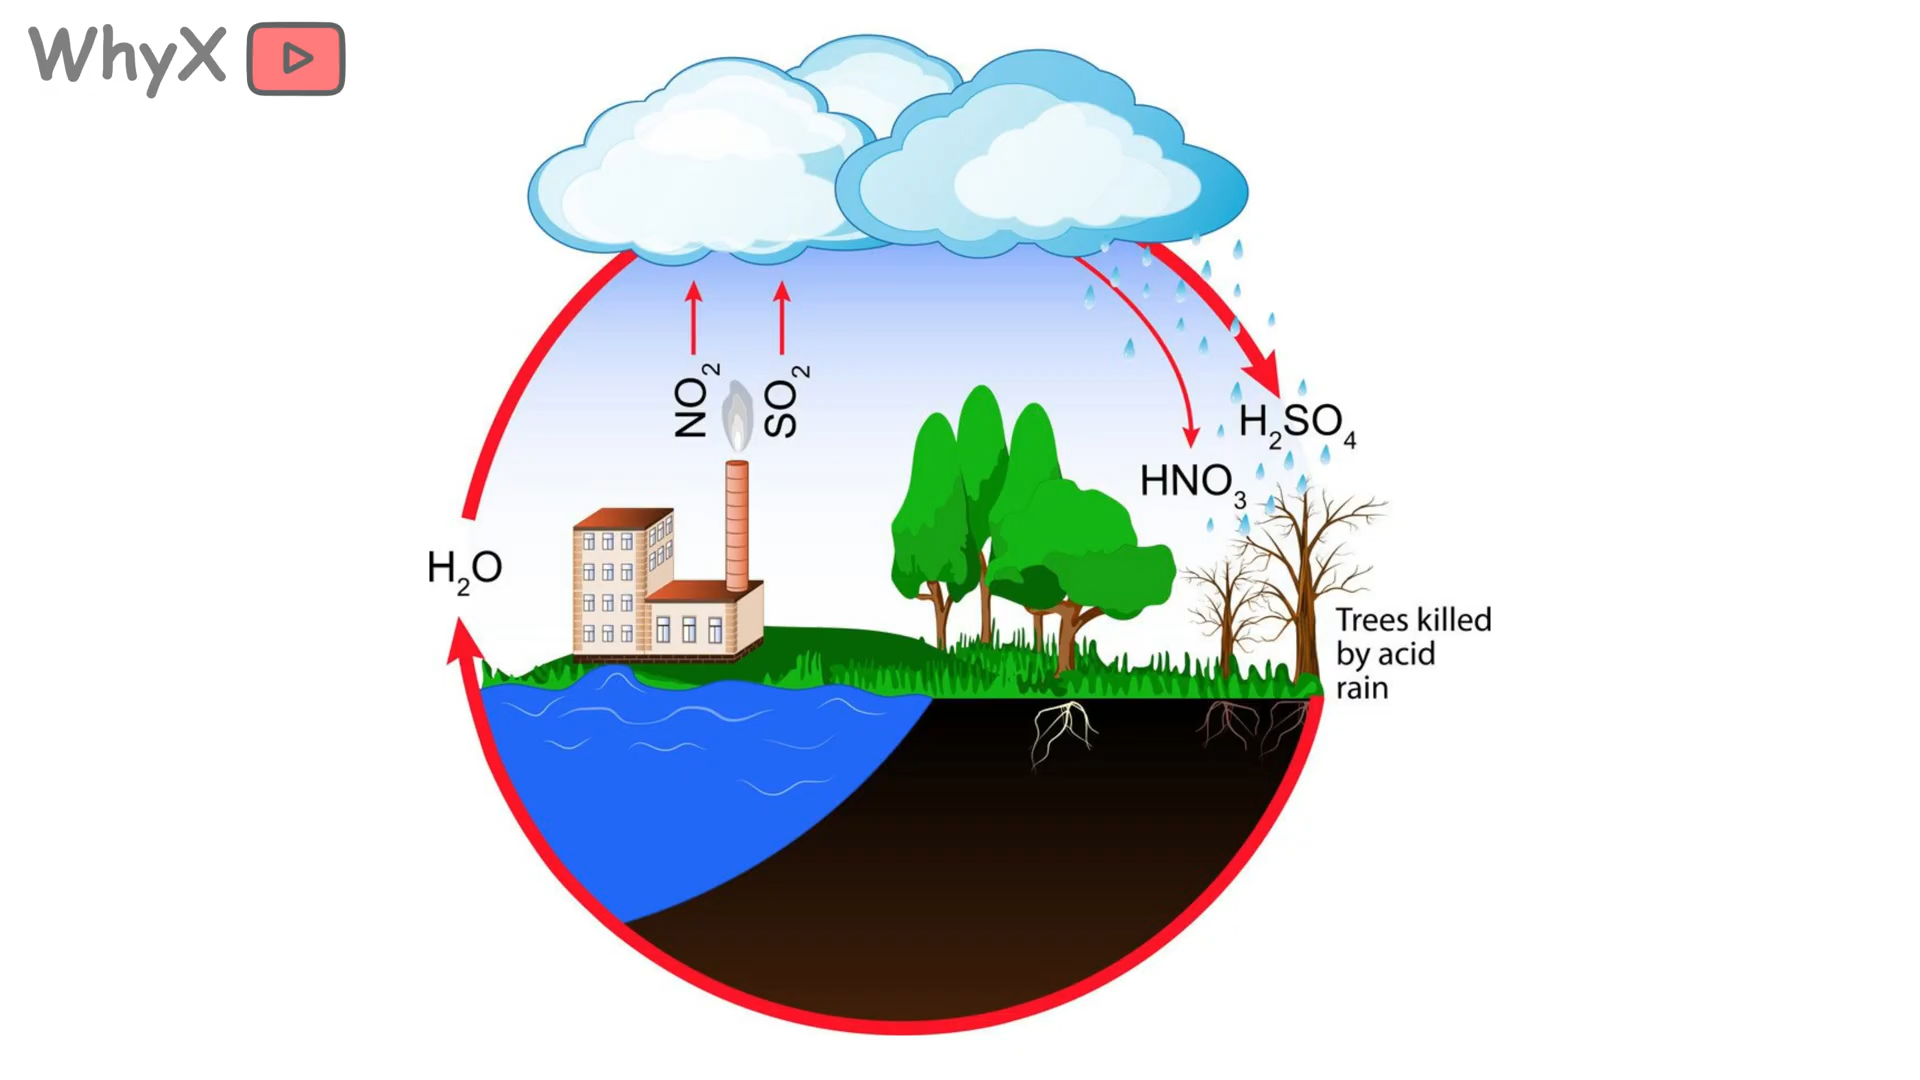 WhyX
NO2
SO2
H2SO4
HNO3
H2O
Trees killed
by acid
rain